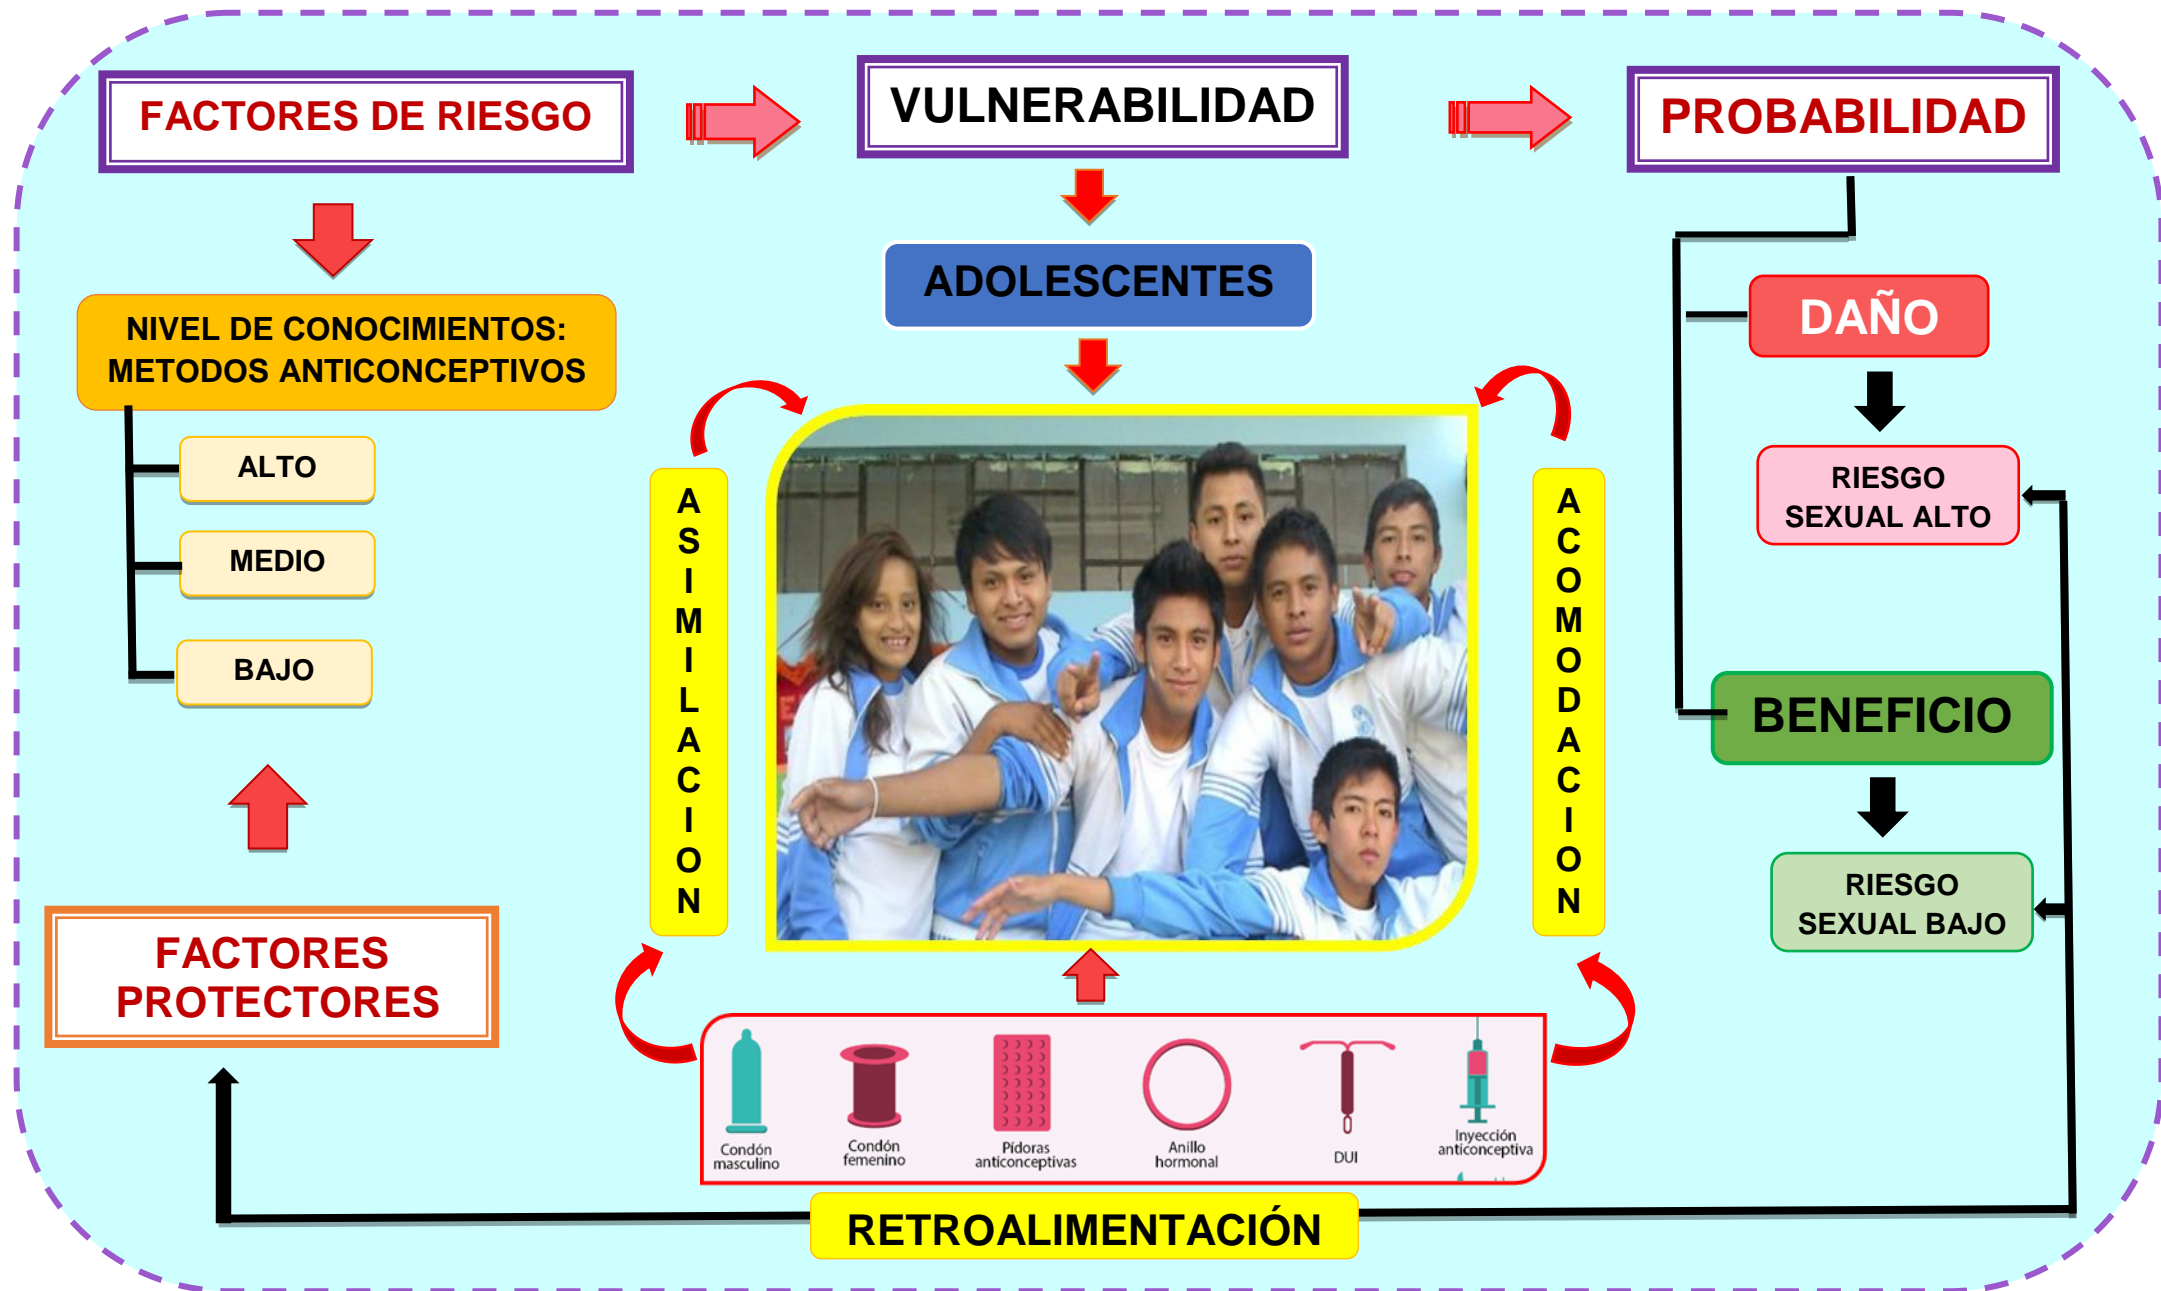 FACTORES DE RIESGO
VULNERABILIDAD
PROBABILIDAD
ADOLESCENTES
NIVEL DE CONOCIMIENTOS:
METODOS ANTICONCEPTIVOS
ALTO
MEDIO
BAJO
FACTORES
PROTECTORES
A
S
I
M
I
L
A
C
I
O
N
A
C
O
M
O
D
A
C
I
O
N
DAÑO
RIESGO
SEXUAL ALTO
BENEFICIO
RIESGO
SEXUAL BAJO
Condón
masculino
Condón
femenino
Pídoras
anticonceptivas
Anillo
hormonal
DUI
Inyección
anticonceptiva
RETROALIMENTACIÓN